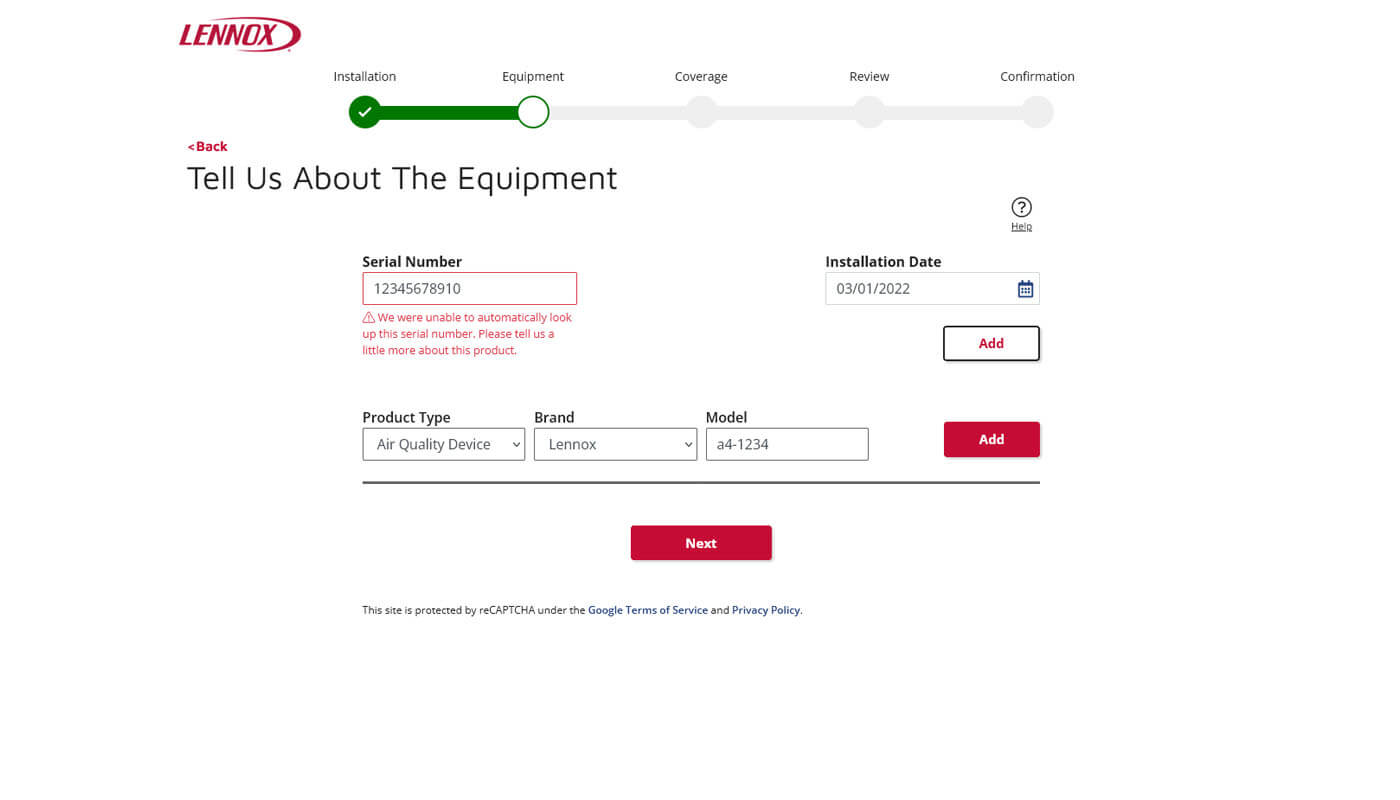 LENNOX
Installation Equipment Coverage Review Confirmation
<Back
Tell Us About The Equipment
Help
Serial Number Installation Date
12345678910 03/01/2022
We were unable to automatically look
up this serial number. Please tell us a
little more about this product.
Add
Product Type Brand Model
Air Quality Device Lennox a4-1234 Add
Next
This site is protected by reCAPTCHA under the Google Terms of Service and Privacy Policy.